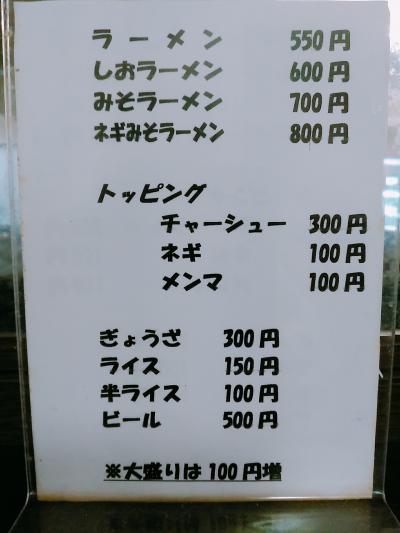 ラーメン 550円
しおラーメン 600円
みそラーメン 700円
ネギみそラーメン 800円
トッピング
チャーシュー 300円
ネギ 100円
メンマ 100円
ぎょうざ 300円
ライス 150円
半ライス 100円
ビール 500円
※大盛りは100円増